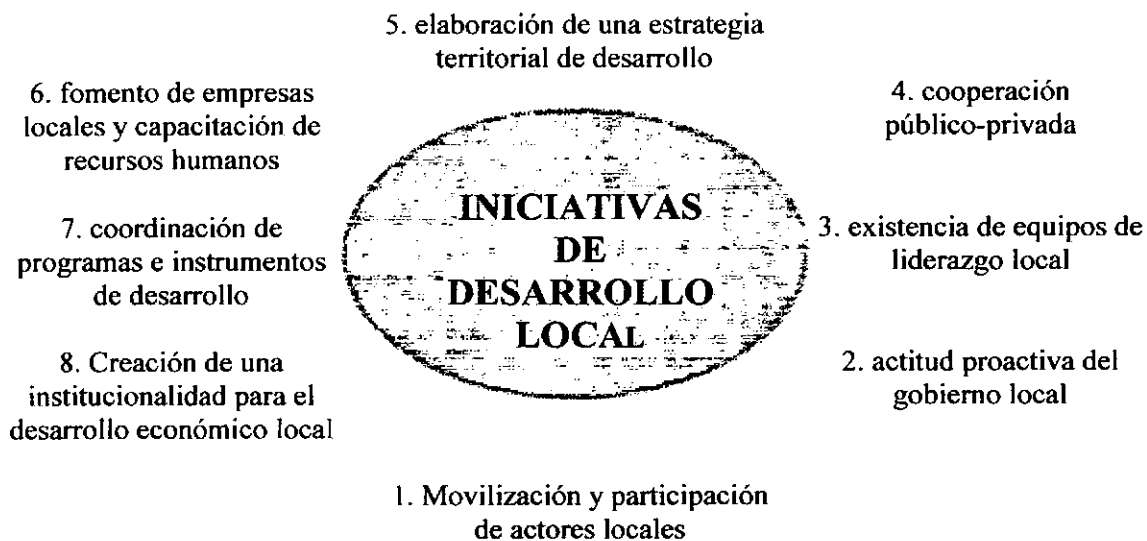 5. elaboración de una estrategia
territorial de desarrollo
6. fomento de empresas
locales y capacitación de
recursos humanos
4. cooperación
público-privada
INICIATIVAS
DE
DESARROLLO
LOCAL
7. coordinación de
programas e instrumentos
de desarrollo
3. existencia de equipos de
liderazgo local
8. Creación de una
institucionalidad para el
desarrollo económico local
2. actitud proactiva del
gobierno local
1. Movilización y participación
de actores locales